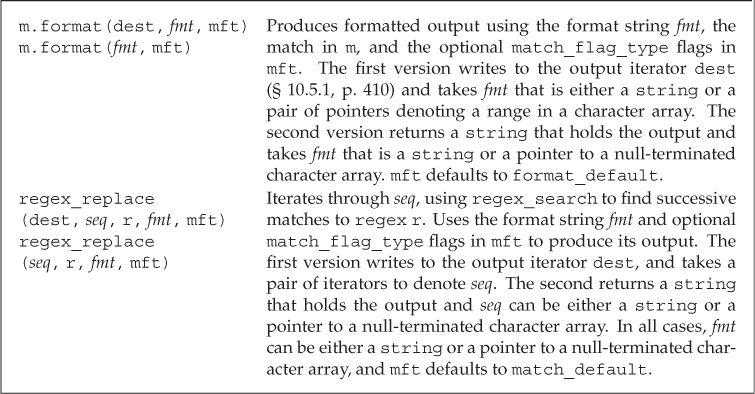 m.format(dest, fmt, mft) Produces formatted output using the format string fmt, the
m.format(fmt, mft) match in m, and the optional match_flag_type flags in
mft. The first version writes to the output iterator dest
(§ 10.5.1, p. 410) and takes fmt that is either a string or a
pair of pointers denoting a range in a character array. The
second version returns a string that holds the output and
takes fmt that is a string or a pointer to a null-terminated
character array. mft defaults to format_default.
regex_replace Iterates through seq, using regex_search to find successive
(dest, seq, r, fmt, mft) matches to regex r. Uses the format string fmt and optional
regex_replace match_flag_type flags in mft to produce its output. The
(seq, r, fmt, mft) first version writes to the output iterator dest, and takes a
pair of iterators to denote seq. The second returns a string
that holds the output and seq can be either a string or a
pointer to a null-terminated character array. In all cases, fmt
can be either a string or a pointer to a null-terminated char-
acter array, and mft defaults to match_default.